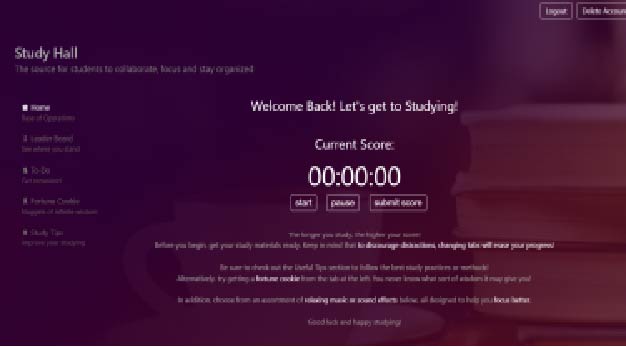 Logout
Delete Accoun
Study Hall
The source for students to collaborate, focus and stay organized
Home
Base of Operations
Leader Board
See where you stand
To-Do
Get
Fortune Cookie
Nuggets of infinite wisdom
Study Tips
Improve your studying
Welcome Back! Let's get to Studying!
Current Score:
00:00:00
start
pause
submit score
The longer you study, the higher your score!
Before you begin, get your study materials ready. Keep in mind that to discourage distractions, changing tabs will erase your progress!
Be sure to check out the Useful Tips section to follow the best study practices or methods!
Alternatively, try getting a fortune cookie from the tab at the left. You never know what sort of wisdom it may give you!
In addition, choose from an assortment of relaxing music or sound effects below, all designed to help you focus better.
Good luck and happy studying!